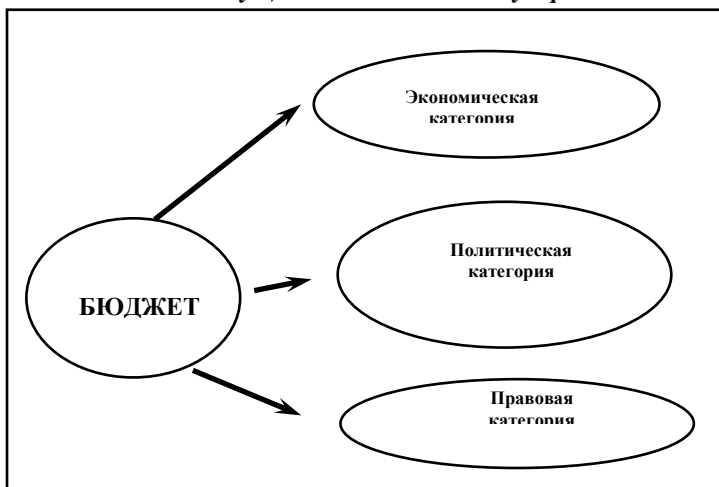 Экономическая
категория
Политическая
категория
БЮДЖЕТ
Правовая
категория